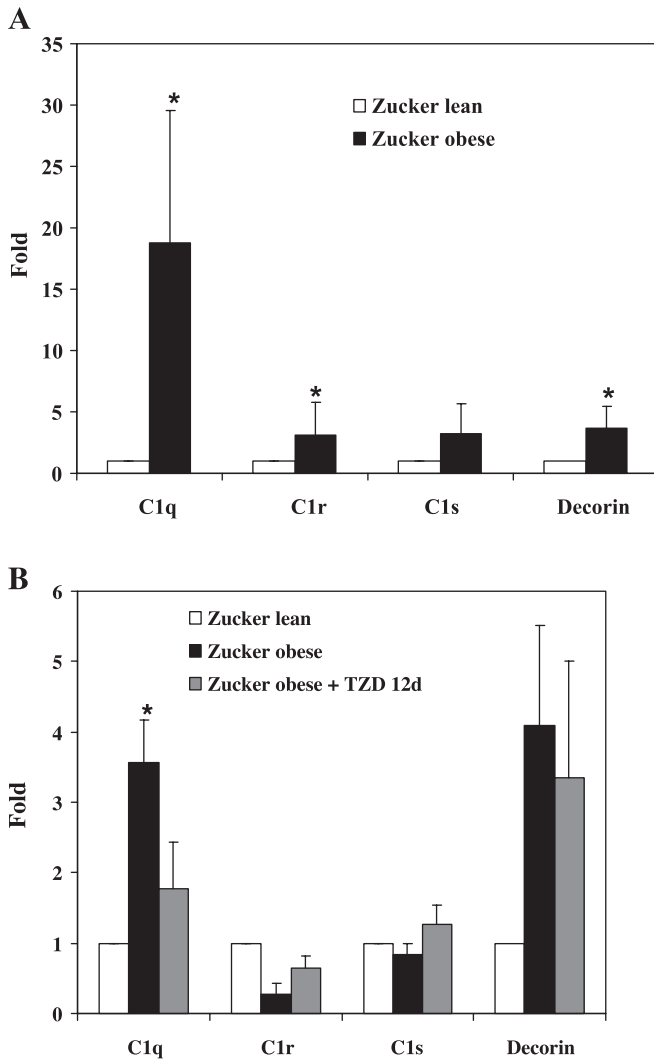 A
35
30
25
20
15
10
5
0
Fold
Zucker lean
Zucker obese
*
*
*
C1q C1r C1s Decorin
B
6
5
4
3
2
1
0
Fold
Zucker lean
Zucker obese
Zucker obese + TZD 12d
*
C1q C1r C1s Decorin